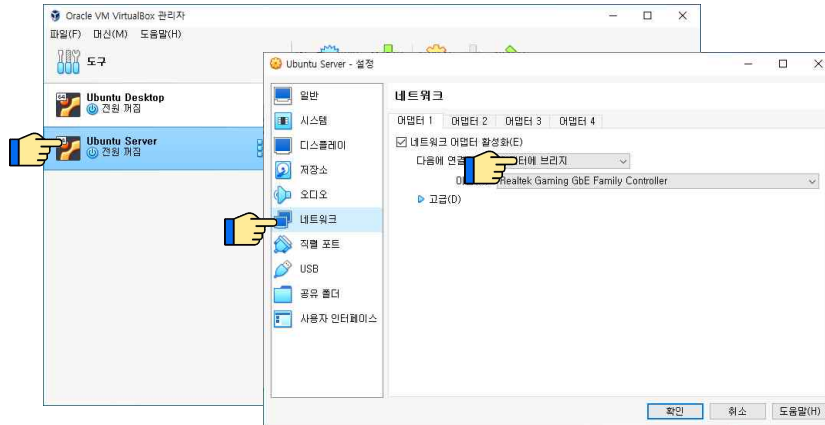 Oracle VM VirtualBox 관리자
파일(F) 머신(M) 도움말(H)
도구
64
Ubuntu Desktop
전원 꺼짐
64
Ubuntu Server
전원 꺼짐
Ubuntu Server - 설정
일반
시스템
디스플레이
저장소
오디오
네트워크
직렬 포트
USB
공유 폴더
사용자 인터페이스
네트워크
어댑터 1 어댑터 2 어댑터 3 어댑터 4
네트워크 어댑터 활성화(E)
다음에 브리지
Realtek Gaming GbE Family Controller
고급(D)
확인 취소 도움말(H)